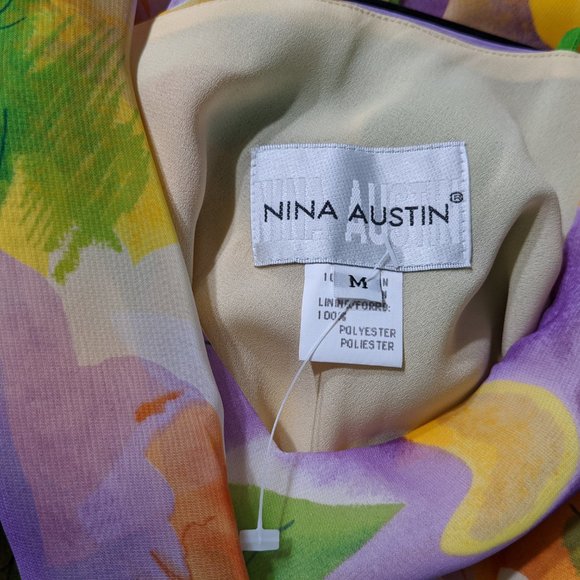 NINA AUSTIN®
M
LINING/FORRO:
100%
POLYESTER
POLIESTER